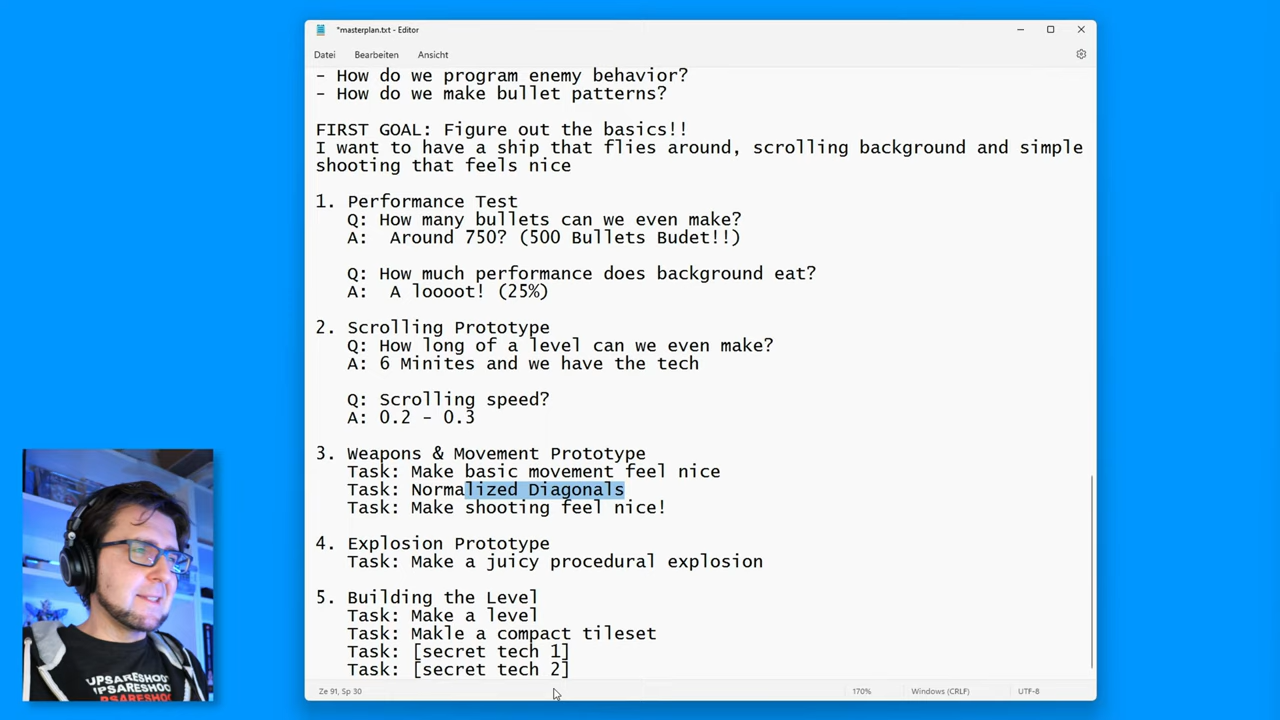 *masterplan.txt - Editor
Datei Bearbeiten Ansicht
- How do we program enemy behavior?
- How do we make bullet patterns?
FIRST GOAL: Figure out the basics!!
I want to have a ship that flies around, scrolling background and simple
shooting that feels nice
1. Performance Test
Q: How many bullets can we even make?
A:  Around 750? (500 Bullets Budet!!)
Q: How much performance does background eat?
A:  A loooot! (25%)
2. Scrolling Prototype
Q: How long of a level can we even make?
A: 6 Minites and we have the tech
Q: Scrolling speed?
A: 0.2 - 0.3
3. Weapons & Movement Prototype
Task: Make basic movement feel nice
Task: Normalized Diagonals
Task: Make shooting feel nice!
4. Explosion Prototype
Task: Make a juicy procedural explosion
5. Building the Level
Task: Make a level
Task: Makle a compact tileset
Task: [secret tech 1]
Task: [secret tech 2]
Ze 91, Sp 30 170% Windows (CRLF) UTF-8
UPSARESHO
UPSARESHOO
PSARESHO